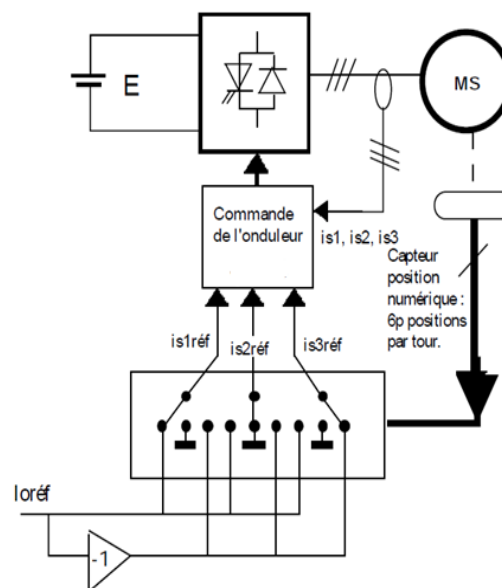 E
MS
Commande
de l'onduleur
is1, is2, is3
Capteur
position
numérique :
6p positions
par tour.
is1réf
is2réf
is3réf
Ioréf
-1